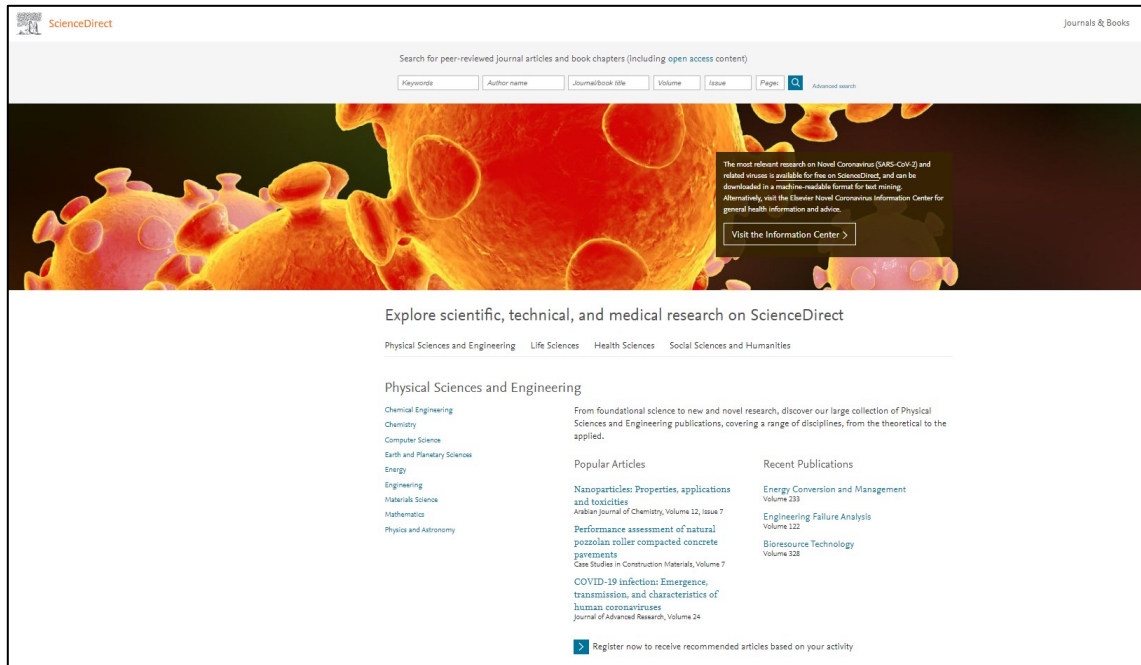 ScienceDirect
Journals & Books
Search for peer-reviewed journal articles and book chapters (including open access content)
Keywords
Author name
Journal/book title
Volume
Issue
Page
Advanced search
The most relevant research on Novel Coronavirus (SARS-CoV-2) and
related viruses is available for free on ScienceDirect, and can be
downloaded in a machine-readable format for text mining.
Alternatively, visit the Elsevier Novel Coronavirus Information Center for
general health information and advice.
Visit the Information Center >
Explore scientific, technical, and medical research on ScienceDirect
Physical Sciences and Engineering Life Sciences Health Sciences Social Sciences and Humanities
Physical Sciences and Engineering
Chemical Engineering
Chemistry
Computer Science
Earth and Planetary Sciences
Energy
Engineering
Materials Science
Mathematics
Physics and Astronomy
From foundational science to new and novel research, discover our large collection of Physical
Sciences and Engineering publications, covering a range of disciplines, from the theoretical to the
applied.
Popular Articles
Nanoparticles: Properties, applications
and toxicities
Arabian Journal of Chemistry, Volume 12, Issue 7
Performance assessment of natural
pozzolan roller compacted concrete
pavements
Case Studies in Construction Materials, Volume 7
COVID-19 infection: Emergence,
transmission, and characteristics of
human coronaviruses
Journal of Advanced Research, Volume 24
Recent Publications
Energy Conversion and Management
Volume 233
Engineering Failure Analysis
Volume 122
Bioresource Technology
Volume 328
Register now to receive recommended articles based on your activity